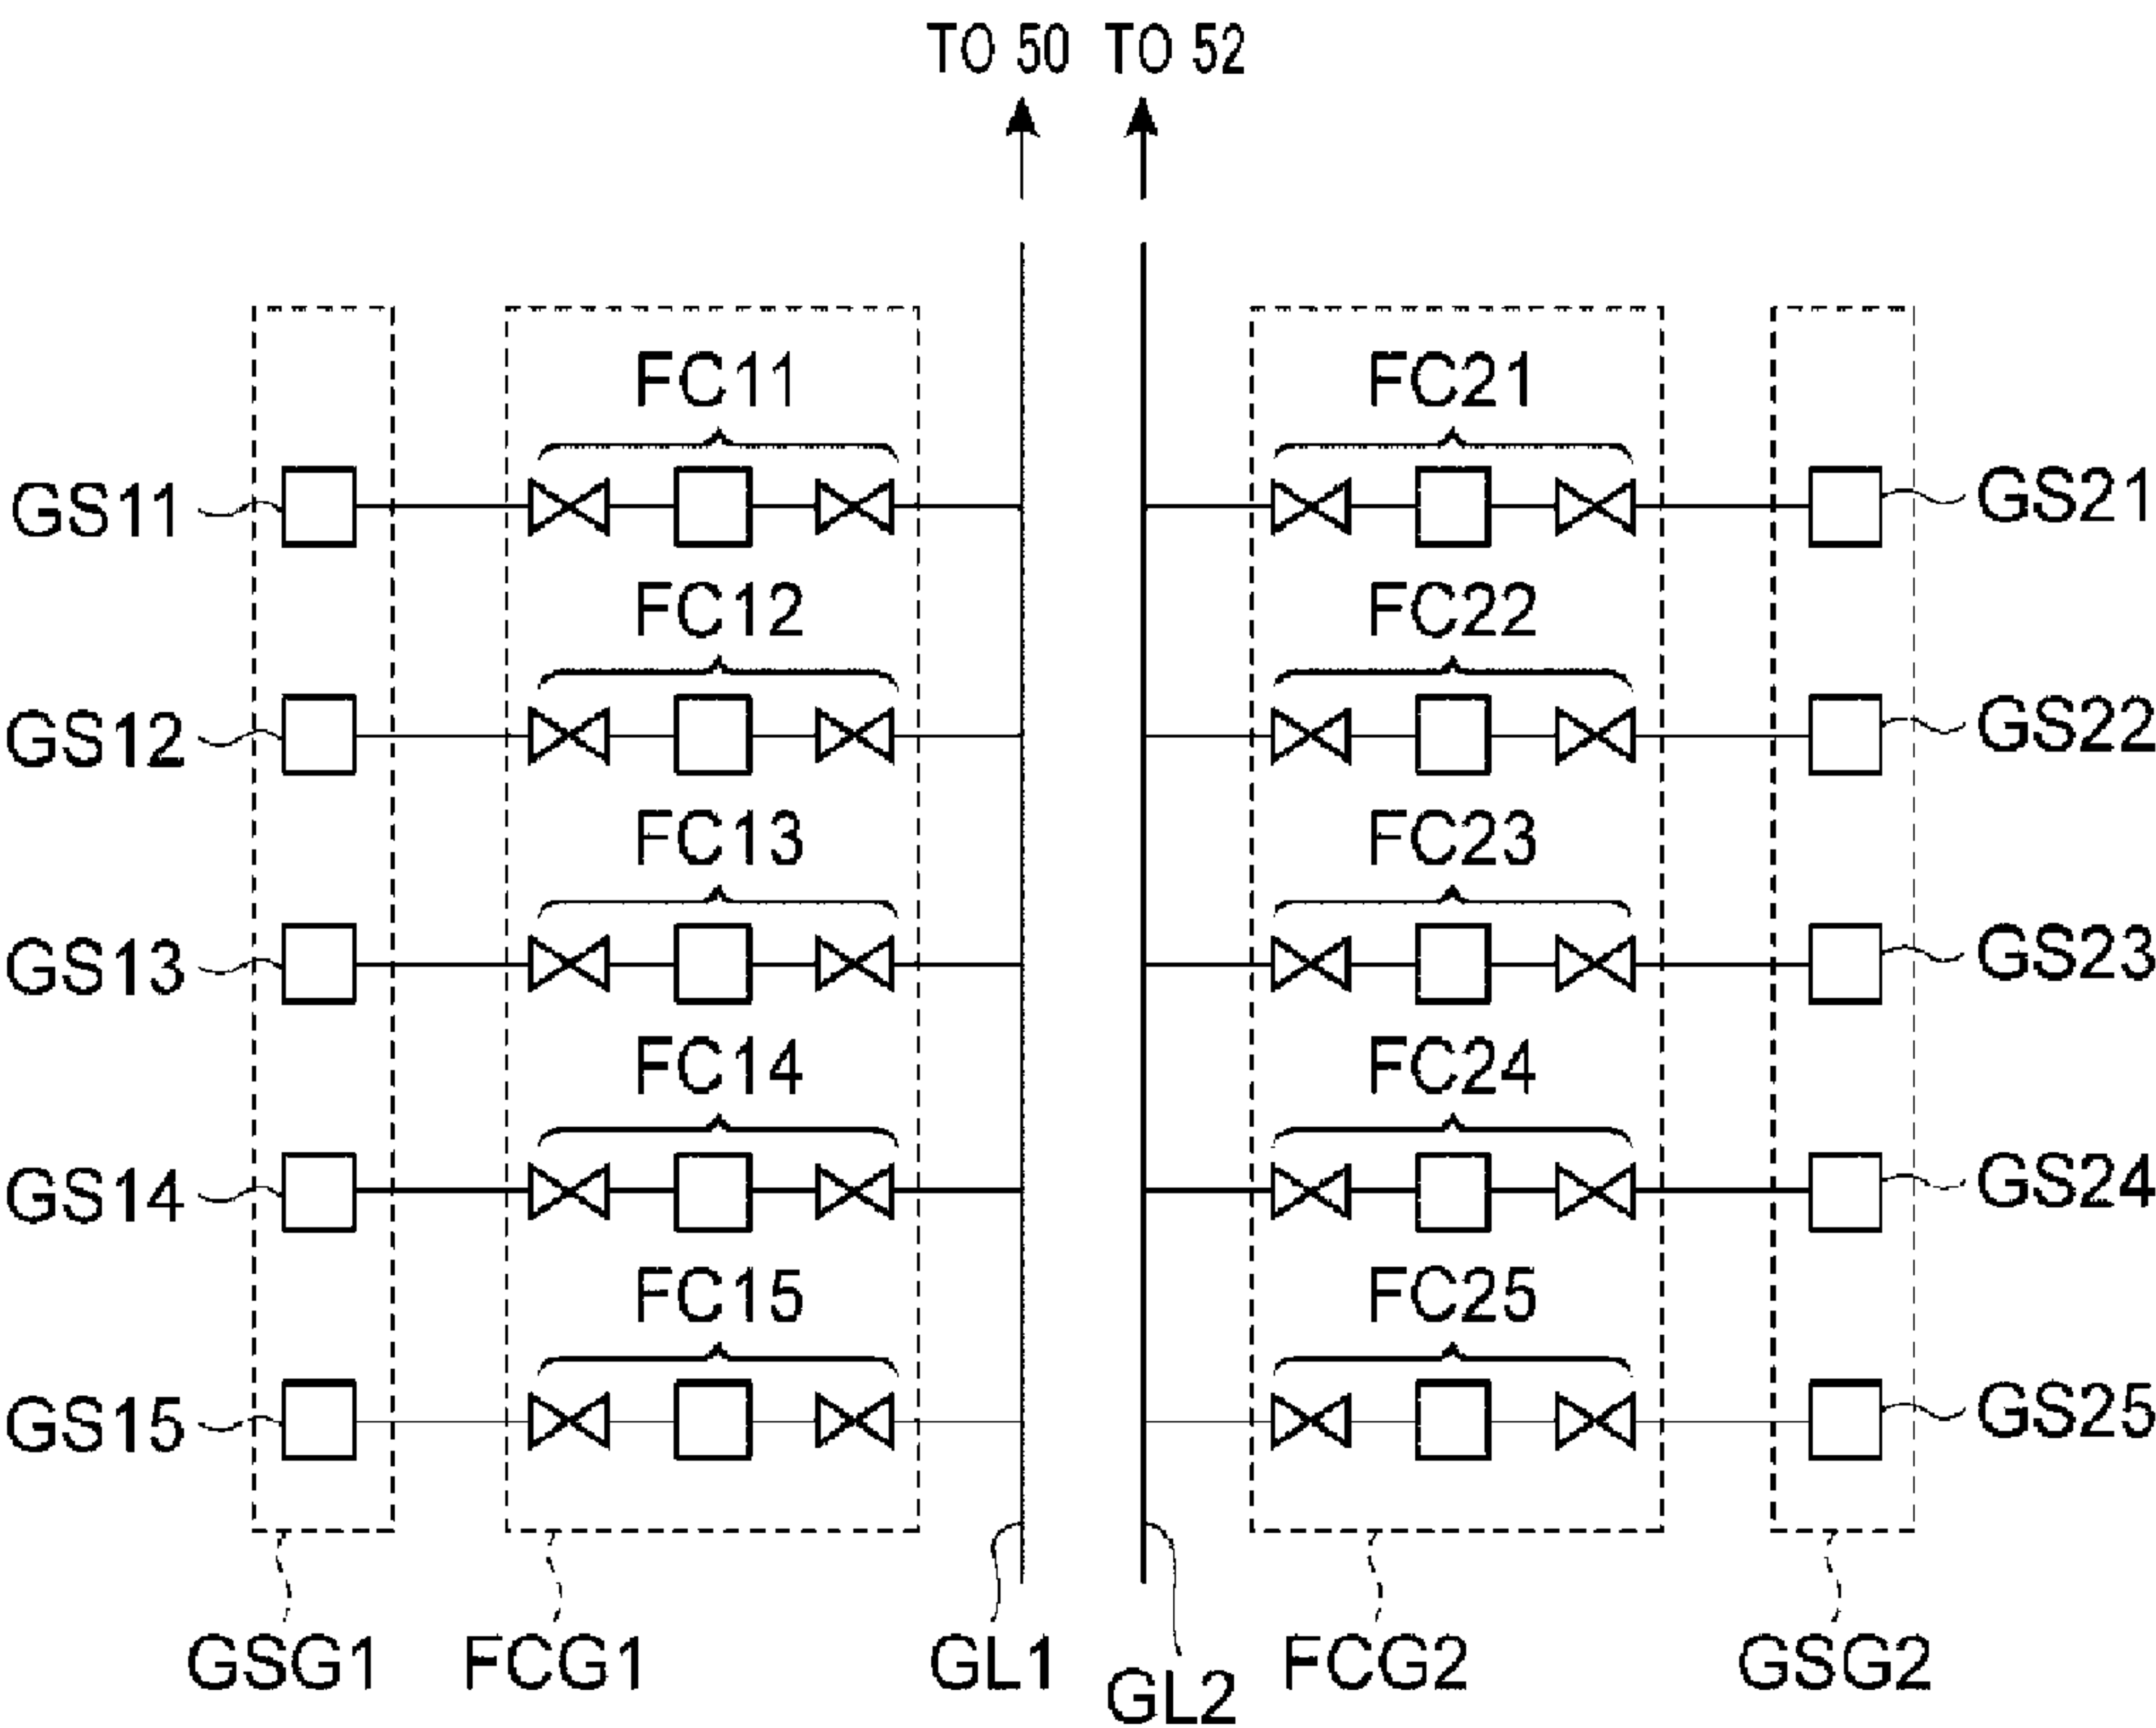 TO 50 TO 52
FC11 FC21
GS11 GS21
FC12 FC22
GS12 GS22
FC13 FC23
GS13 GS23
FC14 FC24
GS14 GS24
FC15 FC25
GS15 GS25
GSG1 FCG1 GL1 GL2 FCG2 GSG2